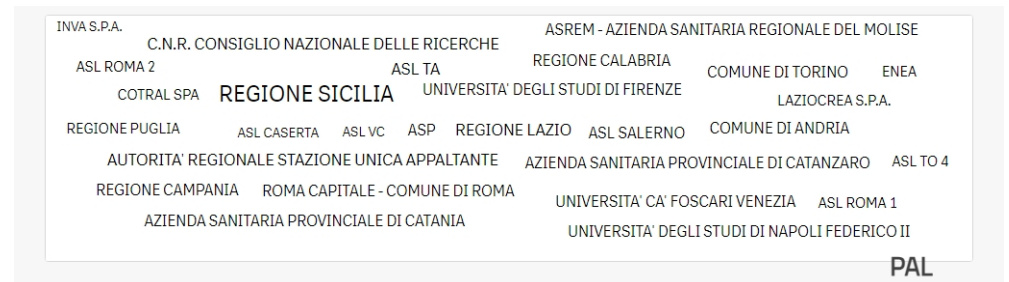 INVA S.P.A.
ASREM - AZIENDA SANITARIA REGIONALE DEL MOLISE
C.N.R. CONSIGLIO NAZIONALE DELLE RICERCHE
REGIONE CALABRIA
ASL ROMA 2
ASL TA
COMUNE DI TORINO
ENEA
COTRAL SPA
REGIONE SICILIA
UNIVERSITA' DEGLI STUDI DI FIRENZE
LAZIOCREA S.P.A.
REGIONE PUGLIA
ASL CASERTA
ASL VC
ASP
REGIONE LAZIO
ASL SALERNO
COMUNE DI ANDRIA
AUTORITA' REGIONALE STAZIONE UNICA APPALTANTE
AZIENDA SANITARIA PROVINCIALE DI CATANZARO
ASL TO 4
REGIONE CAMPANIA
ROMA CAPITALE - COMUNE DI ROMA
UNIVERSITA' CA' FOSCARI VENEZIA
ASL ROMA 1
AZIENDA SANITARIA PROVINCIALE DI CATANIA
UNIVERSITA' DEGLI STUDI DI NAPOLI FEDERICO II
PAL